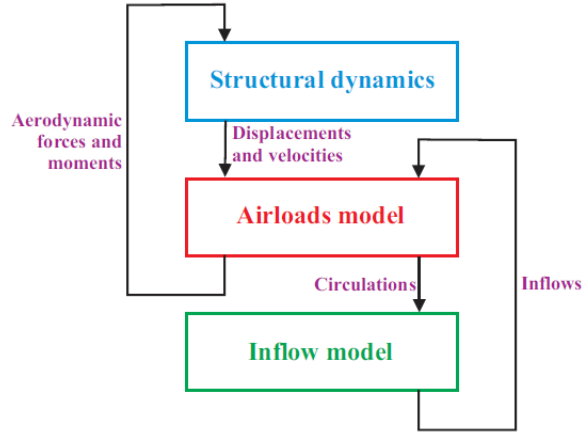 Structural dynamics
Aerodynamic
forces and
moments
Displacements
and velocities
Airloads model
Circulations
Inflows
Inflow model